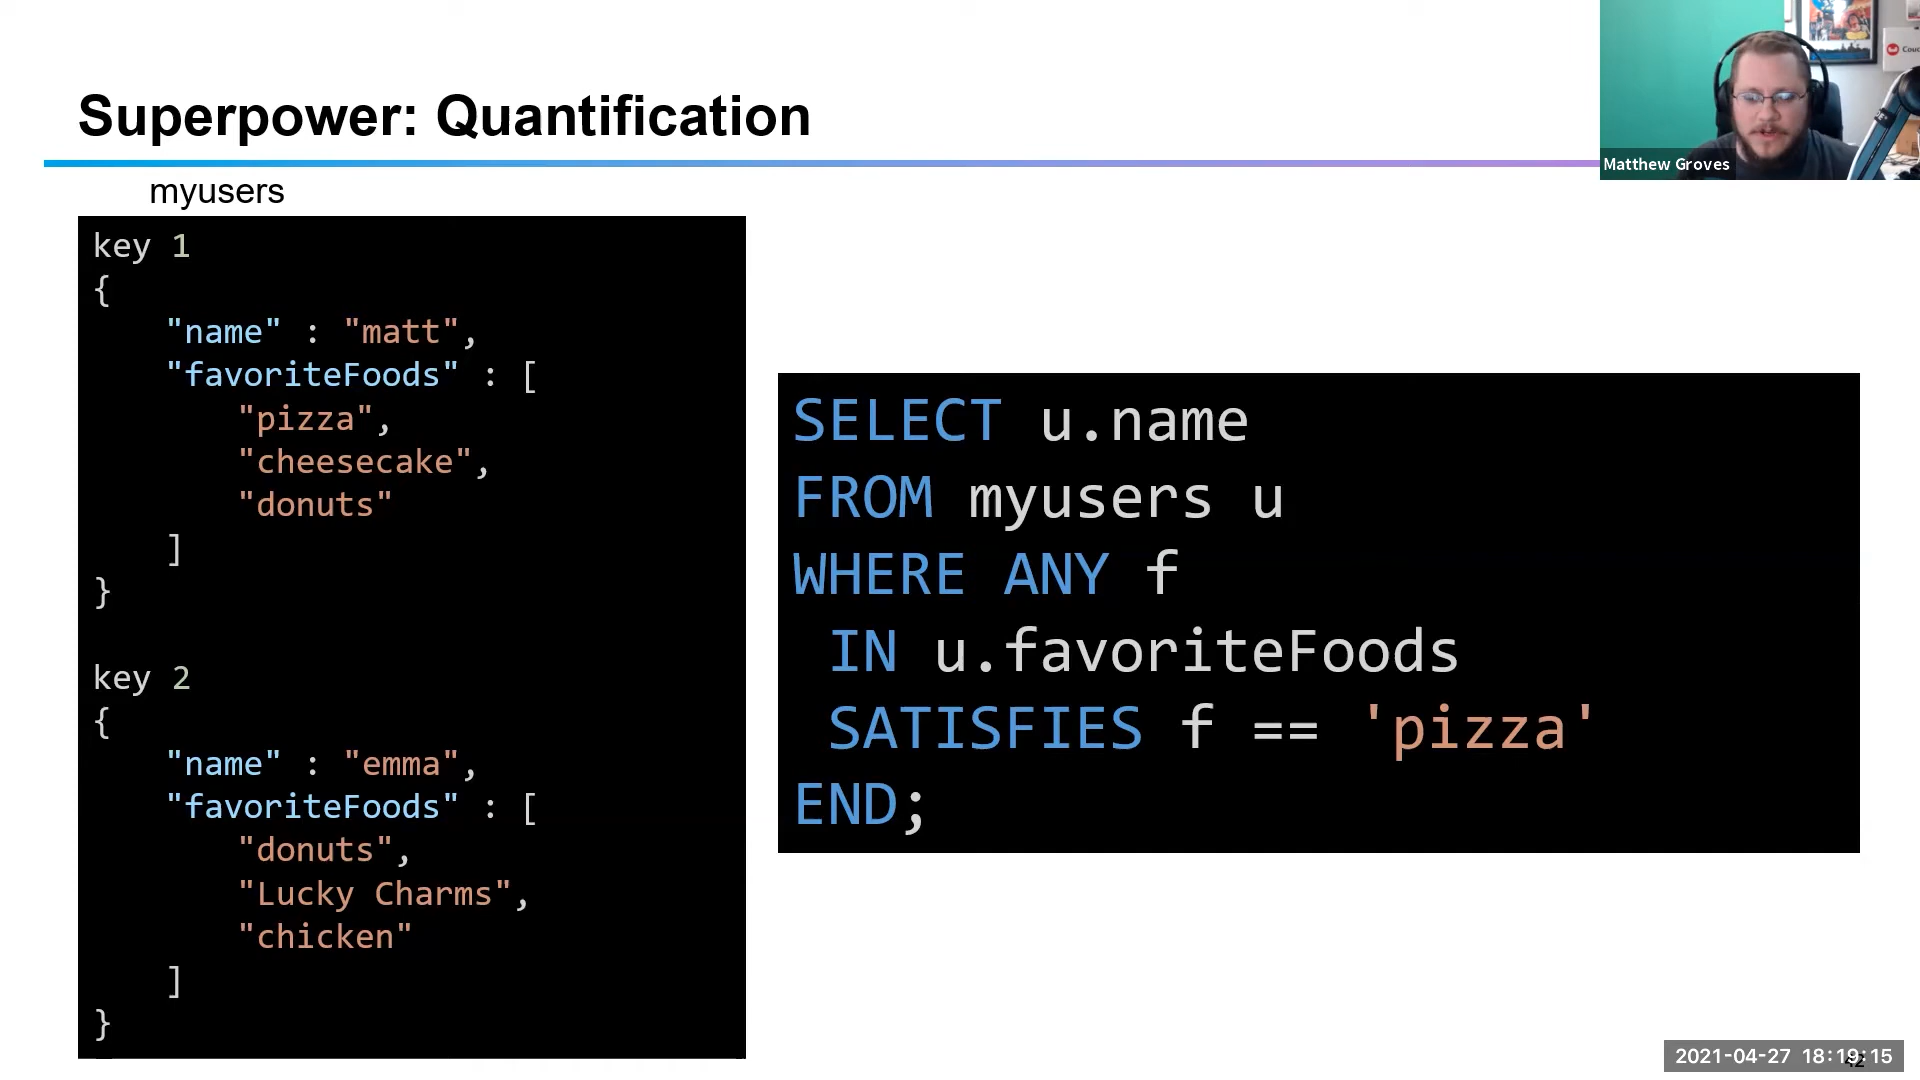 Superpower: Quantification
Matthew Groves
myusers
key 1
{
"name" : "matt",
"favoriteFoods" : [
"pizza",
"cheesecake",
"donuts"
]
}
key 2
{
"name" : "emma",
"favoriteFoods" : [
"donuts",
"Lucky Charms",
"chicken"
]
}
SELECT u.name
FROM myusers u
WHERE ANY f
IN u.favoriteFoods
SATISFIES f == 'pizza'
END;
2021-04-27 18:19:15